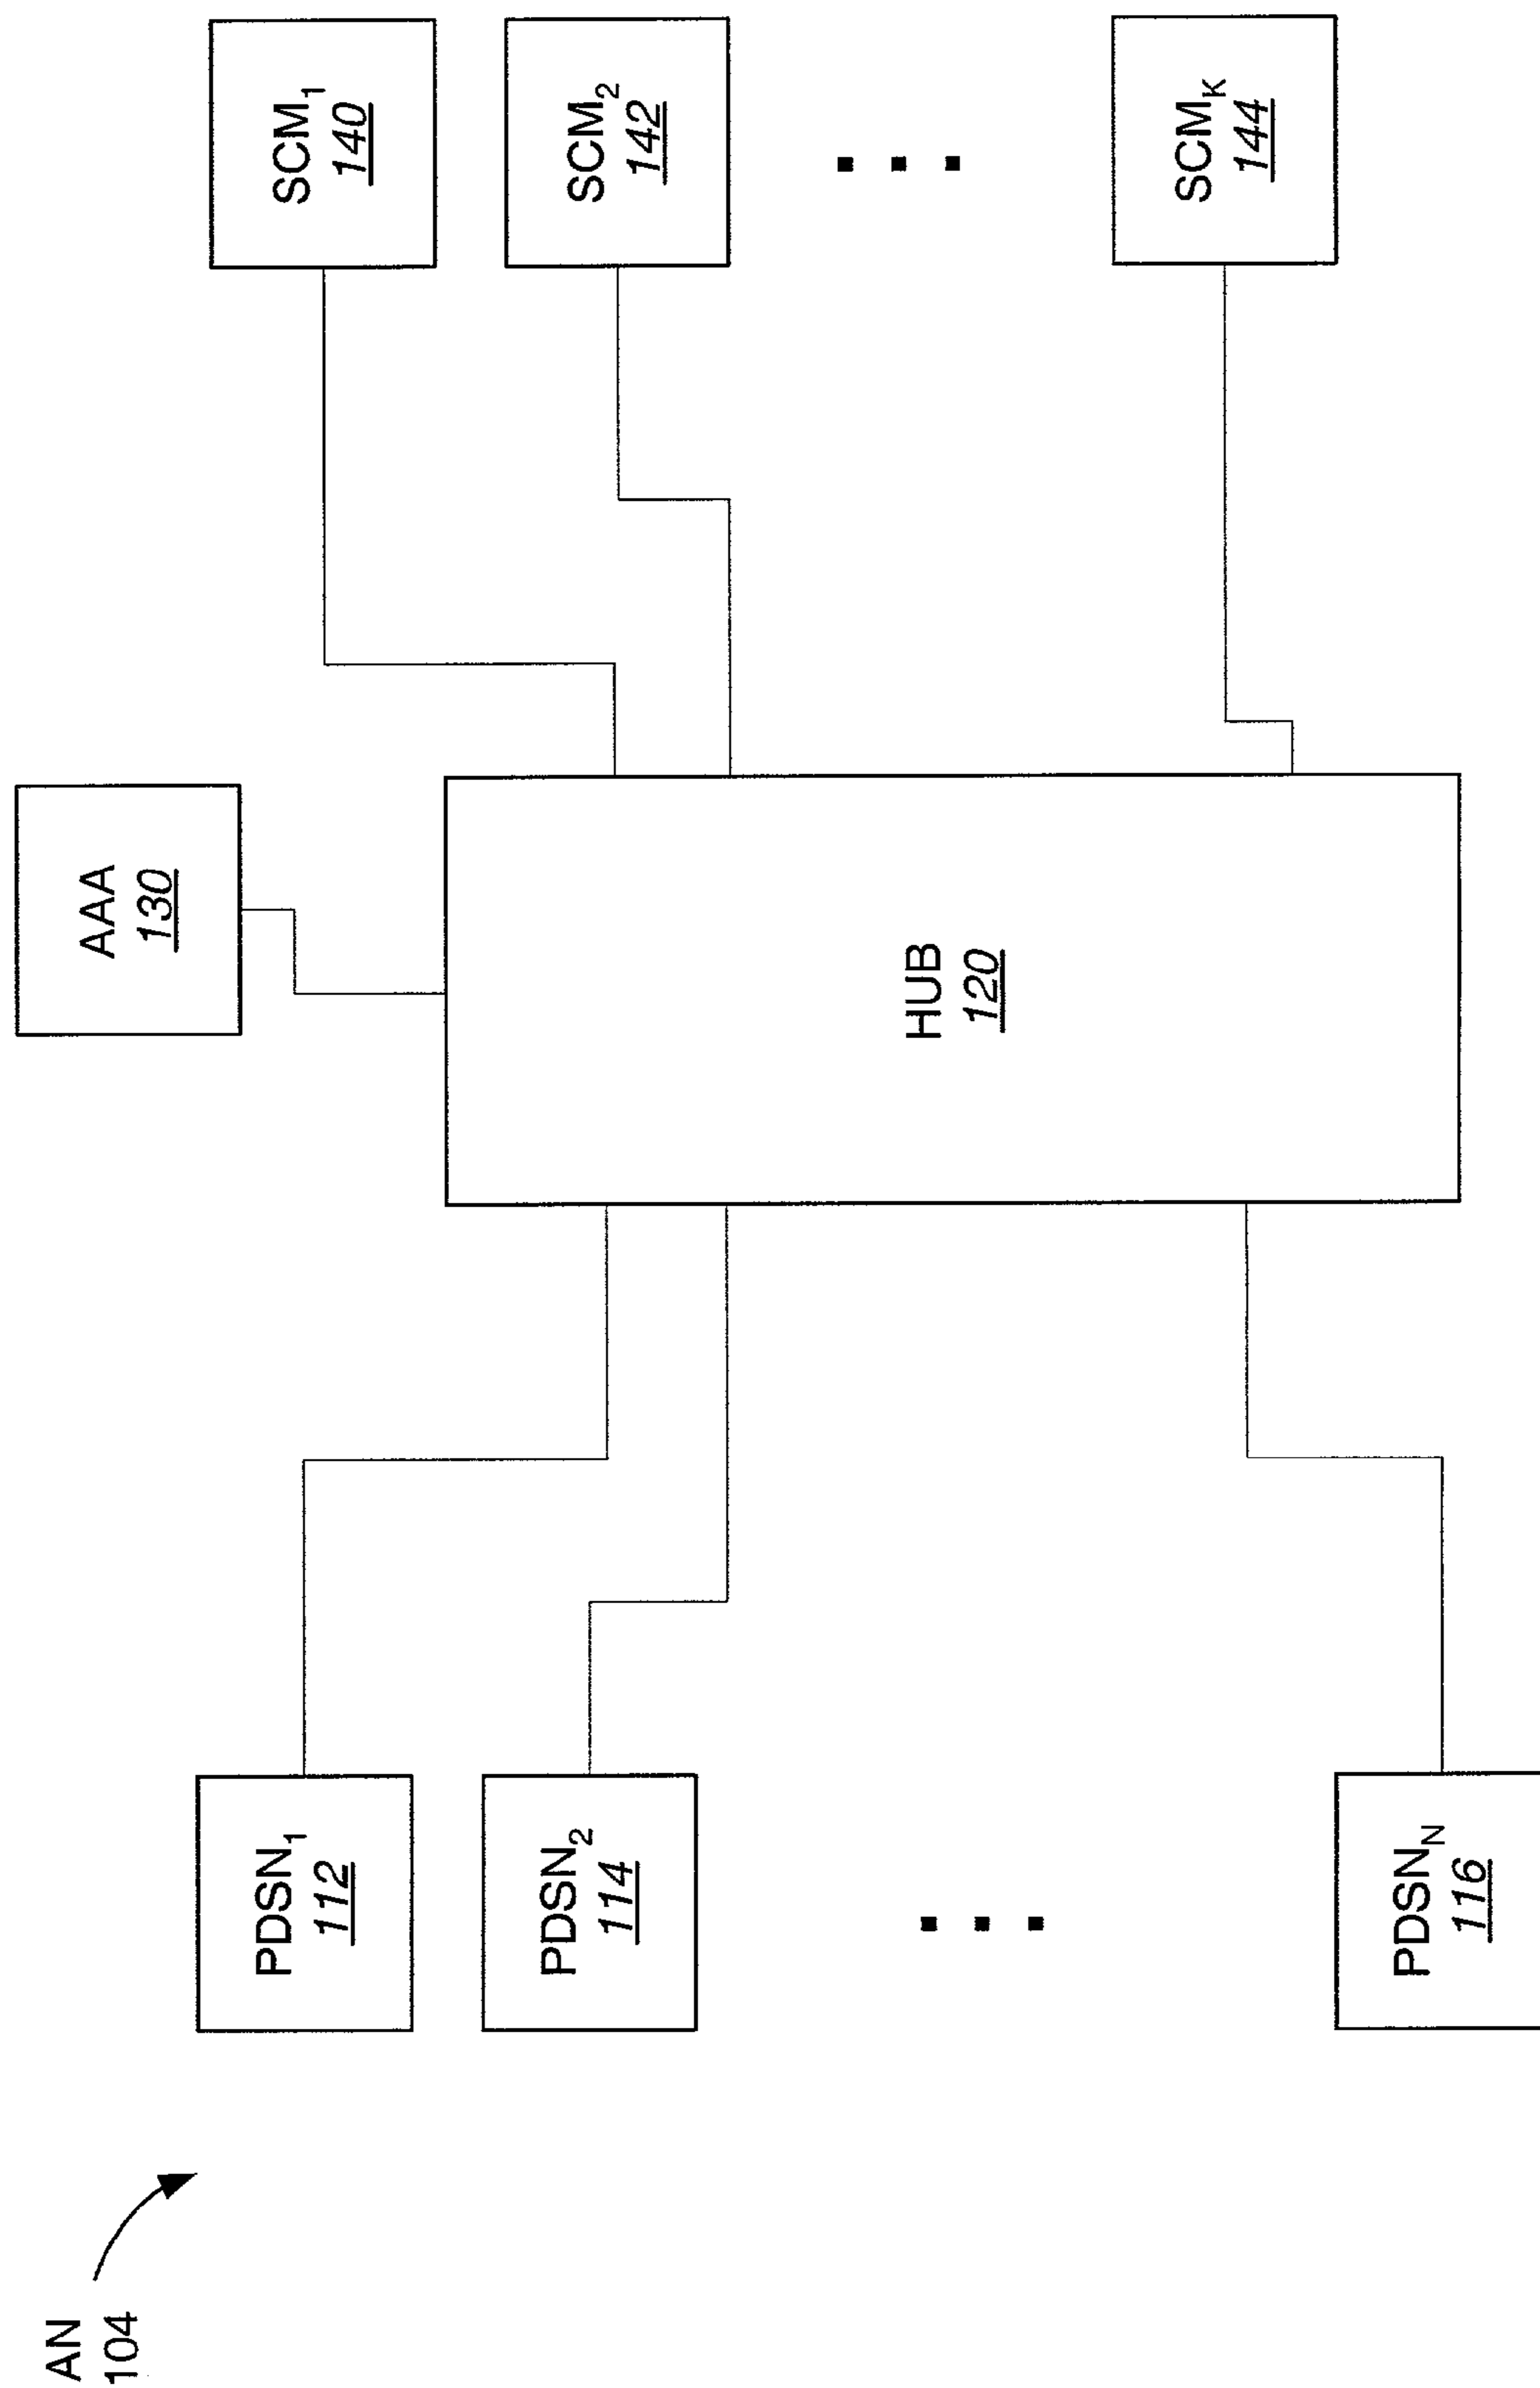 AN
104
AAA
130
PDSN1
112
PDSN2
114
PDSNN
116
HUB
120
SCM1
140
SCM2
142
SCMK
144